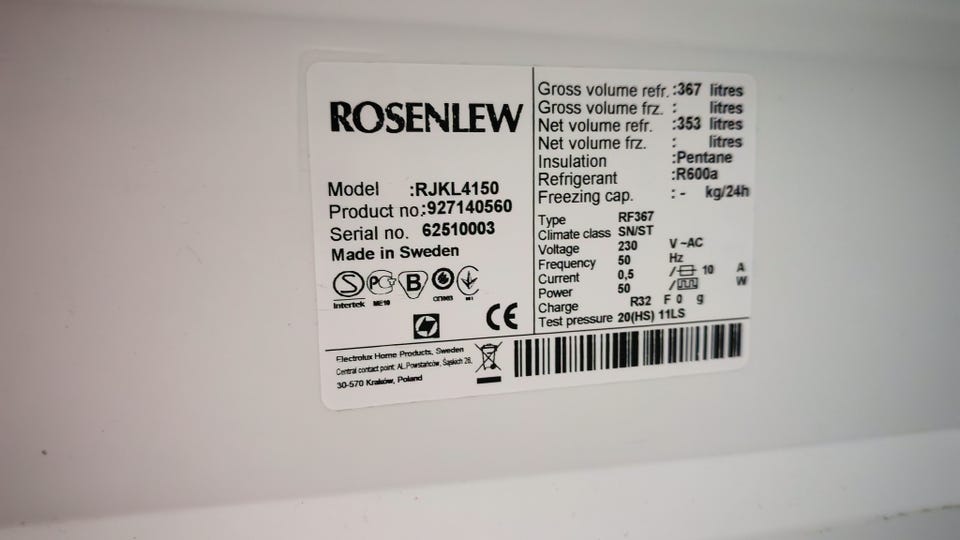 ROSENLEW
Model :RJKL4150
Product no:927140560
Serial no. 62510003
Made in Sweden
Intertek
ME10
B
CE
Electrolux Home Products, Sweden
Central contact point: AL.Powstańców, Śąskich 26,
30-570 Kraków, Poland
Gross volume refr. :367 litres
Gross volume frz. : litres
Net volume refr. :353 litres
Net volume frz. : litres
Insulation :Pentane
Refrigerant :R600a
Freezing cap. :- kg/24h
Type RF367
Climate class SN/ST
Voltage 230 V ~AC
Frequency 50 Hz
Current 0,5 / 10 A
Power 50 / W
Charge R32 F 0 g
Test pressure 20(HS) 11LS